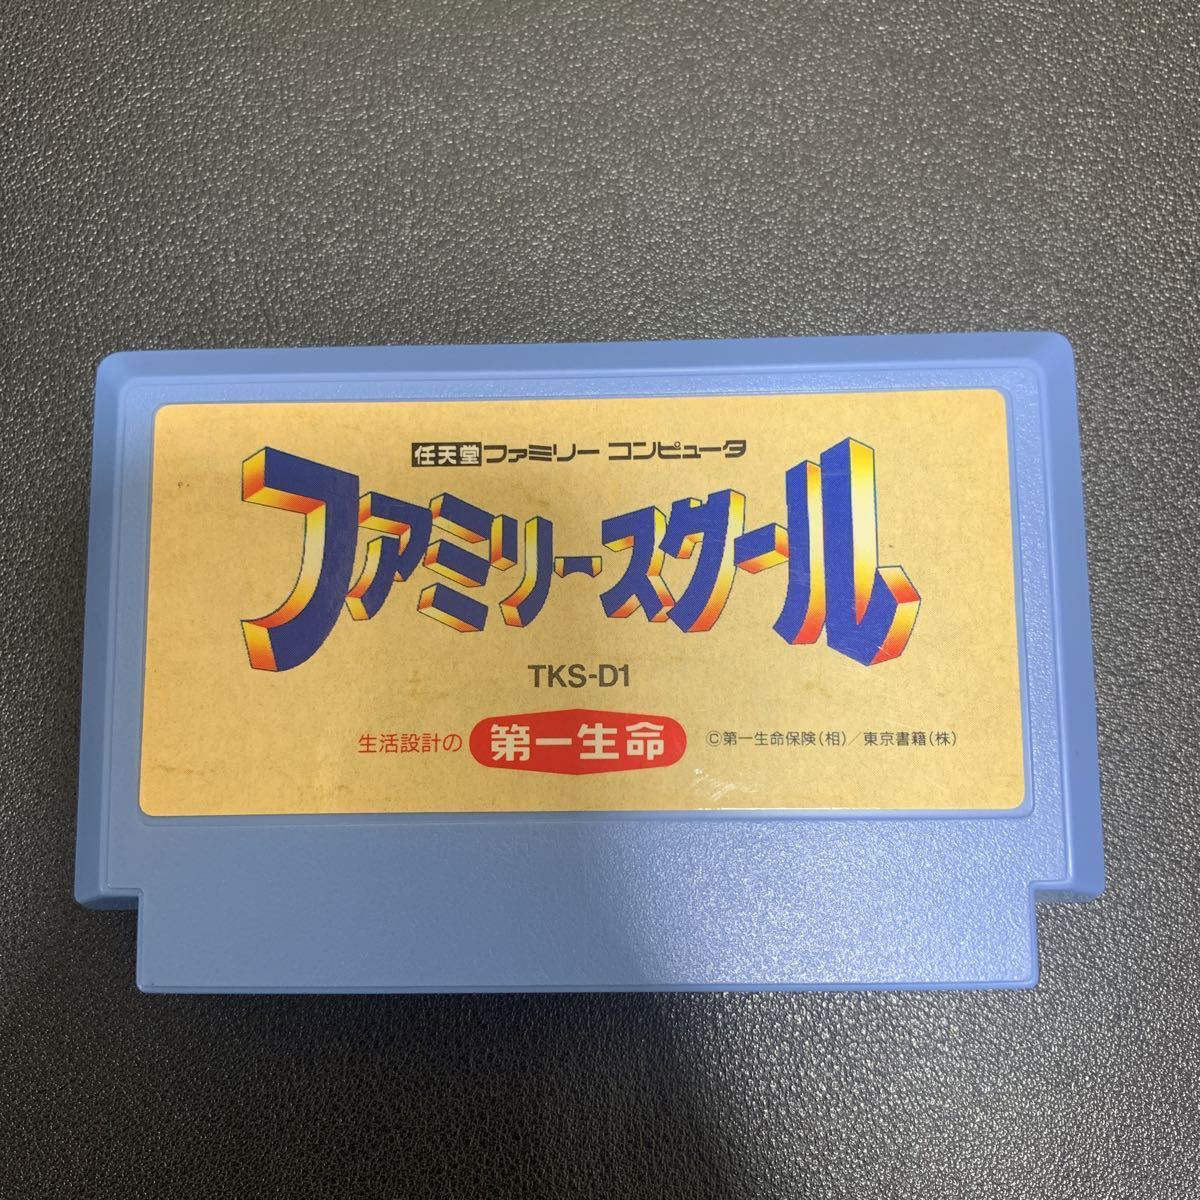 任天堂ファミリー コンピュータ
ファミリースクール
TKS-D1
生活設計の 第一生命 ©第一生命保険(相)/東京書籍(株)